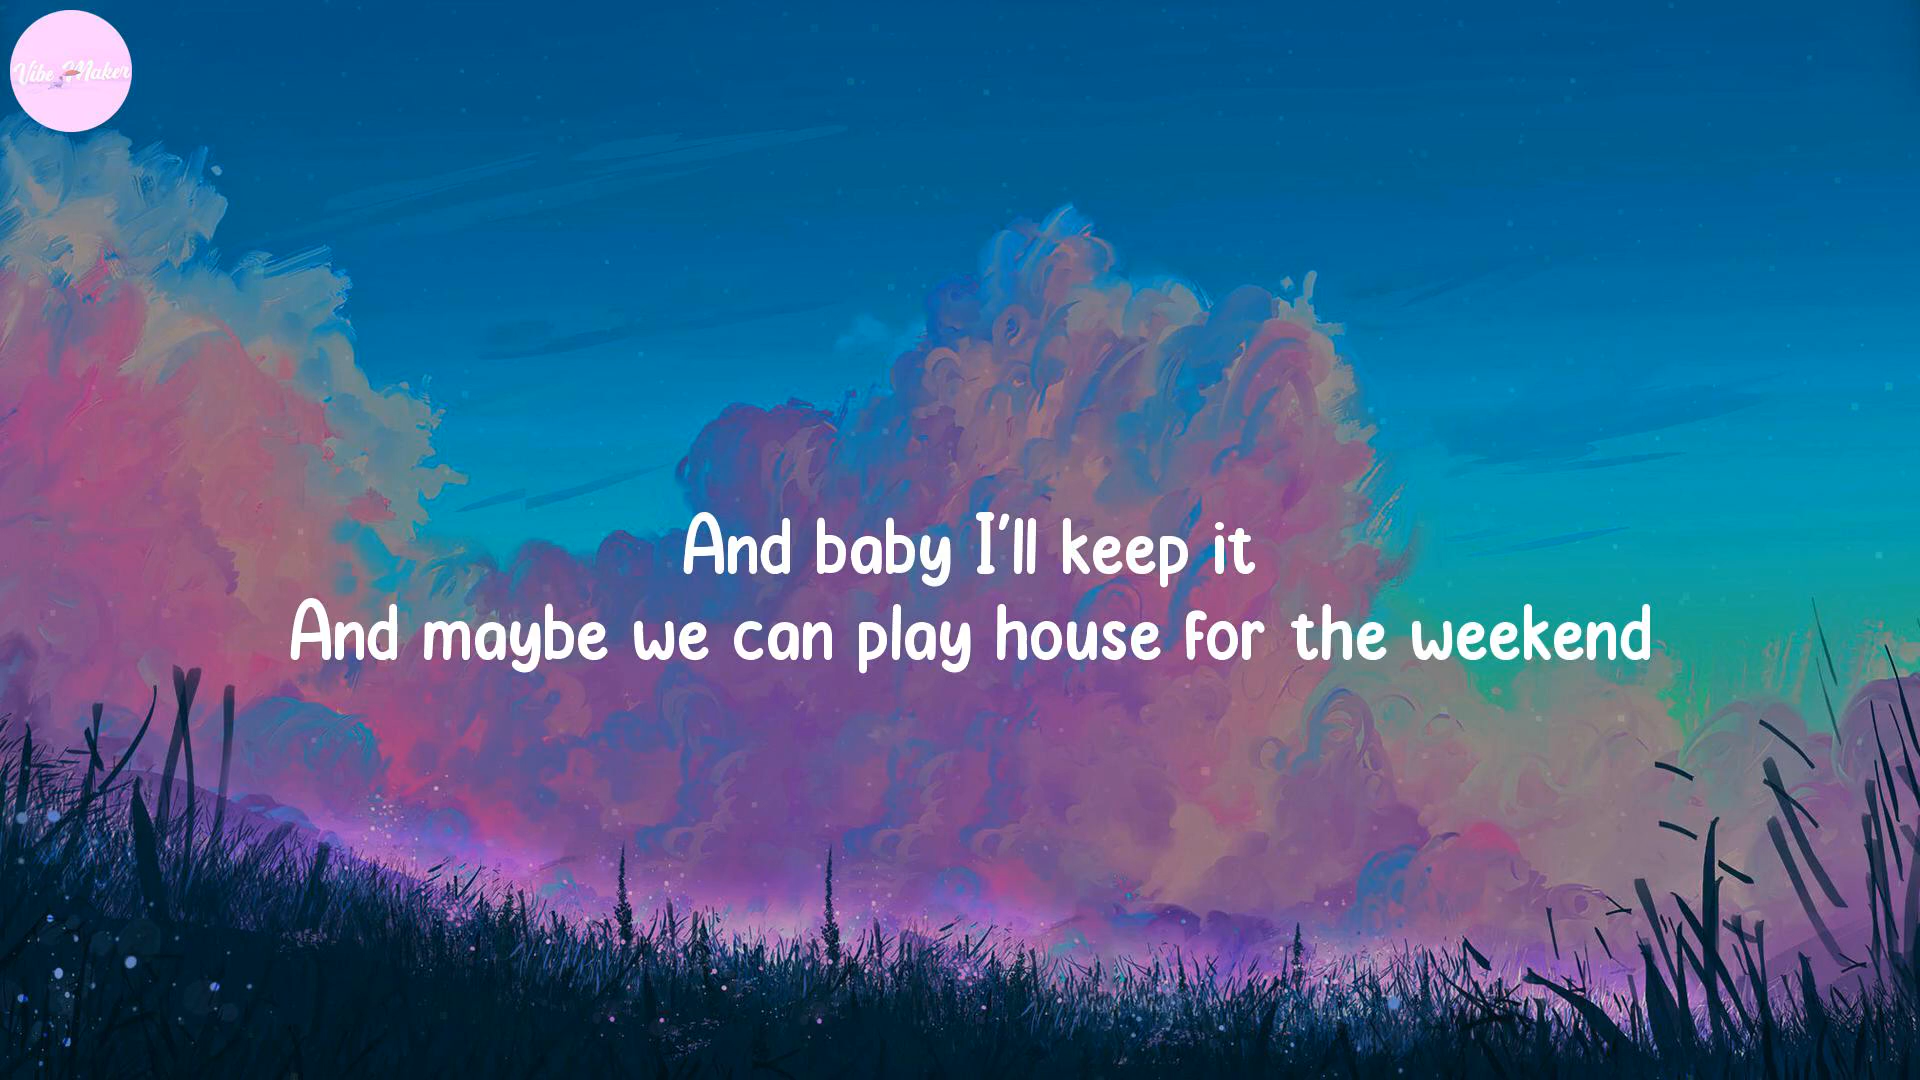 Vibe Maker
And baby I'll keep it
And maybe we can play house for the weekend